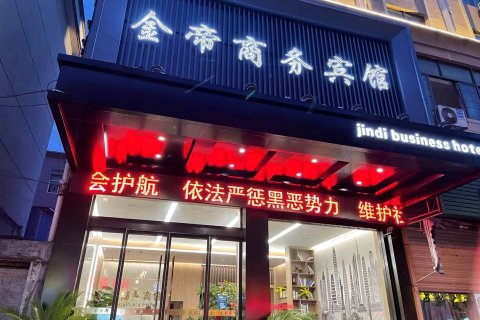 金帝商务宾馆
jindi business hote
会护航 依法严惩黑恶势力 维护社